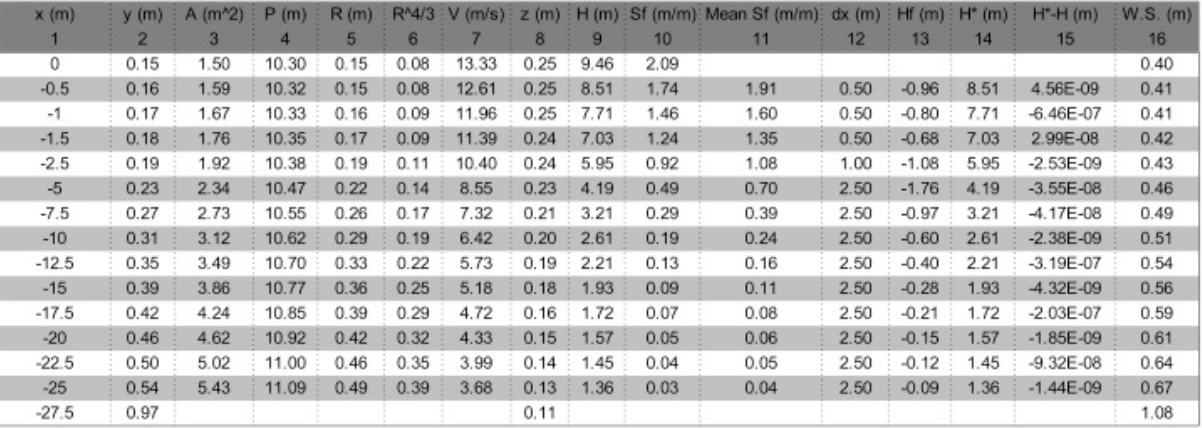 x (m) y (m) A (m^2) P (m) R (m) R^4/3 V (m/s) z (m) H (m) Sf (m/m) Mean Sf (m/m) dx (m) Hf (m) H* (m) H*-H (m) W.S. (m)
1 2 3 4 5 6 7 8 9 10 11 12 13 14 15 16
0 0.15 1.50 10.30 0.15 0.08 13.33 0.25 9.46 2.09 0.40
-0.5 0.16 1.59 10.32 0.15 0.08 12.61 0.25 8.51 1.74 1.91 0.50 -0.96 8.51 4.56E-09 0.41
-1 0.17 1.67 10.33 0.16 0.09 11.96 0.25 7.71 1.46 1.60 0.50 -0.80 7.71 -6.46E-07 0.41
-1.5 0.18 1.76 10.35 0.17 0.09 11.39 0.24 7.03 1.24 1.35 0.50 -0.68 7.03 2.99E-08 0.42
-2.5 0.19 1.92 10.38 0.19 0.11 10.40 0.24 5.95 0.92 1.08 1.00 -1.08 5.95 -2.53E-09 0.43
-5 0.23 2.34 10.47 0.22 0.14 8.55 0.23 4.19 0.49 0.70 2.50 -1.76 4.19 -3.55E-08 0.46
-7.5 0.27 2.73 10.55 0.26 0.17 7.32 0.21 3.21 0.29 0.39 2.50 -0.97 3.21 -4.17E-08 0.49
-10 0.31 3.12 10.62 0.29 0.19 6.42 0.20 2.61 0.19 0.24 2.50 -0.60 2.61 -2.38E-09 0.51
-12.5 0.35 3.49 10.70 0.33 0.22 5.73 0.19 2.21 0.13 0.16 2.50 -0.40 2.21 -3.19E-07 0.54
-15 0.39 3.86 10.77 0.36 0.25 5.18 0.18 1.93 0.09 0.11 2.50 -0.28 1.93 -4.32E-09 0.56
-17.5 0.42 4.24 10.85 0.39 0.29 4.72 0.16 1.72 0.07 0.08 2.50 -0.21 1.72 -2.03E-07 0.59
-20 0.46 4.62 10.92 0.42 0.32 4.33 0.15 1.57 0.05 0.06 2.50 -0.15 1.57 -1.85E-09 0.61
-22.5 0.50 5.02 11.00 0.46 0.35 3.99 0.14 1.45 0.04 0.05 2.50 -0.12 1.45 -9.32E-08 0.64
-25 0.54 5.43 11.09 0.49 0.39 3.68 0.13 1.36 0.03 0.04 2.50 -0.09 1.36 -1.44E-09 0.67
-27.5 0.97 0.11 1.08